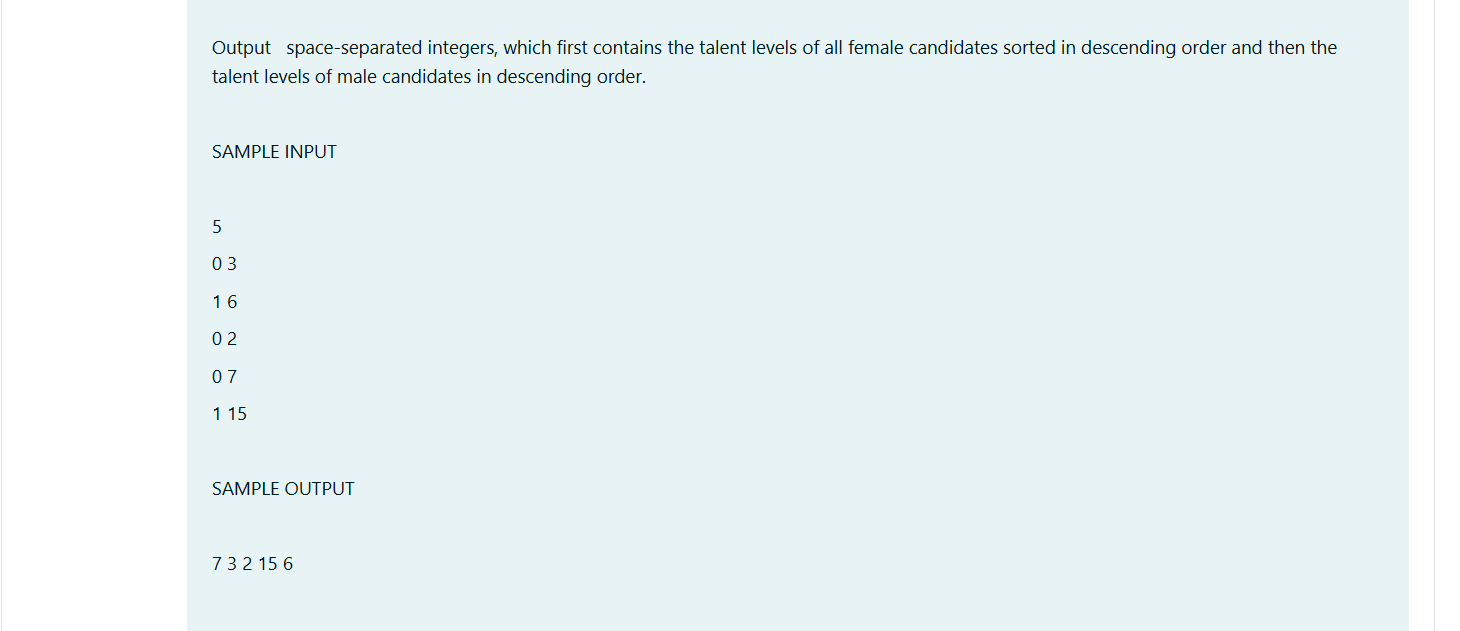 Output space-separated integers, which first contains the talent levels of all female candidates sorted in descending order and then the
talent levels of male candidates in descending order.
SAMPLE INPUT
5
0 3
1 6
0 2
0 7
1 15
SAMPLE OUTPUT
7 3 2 15 6